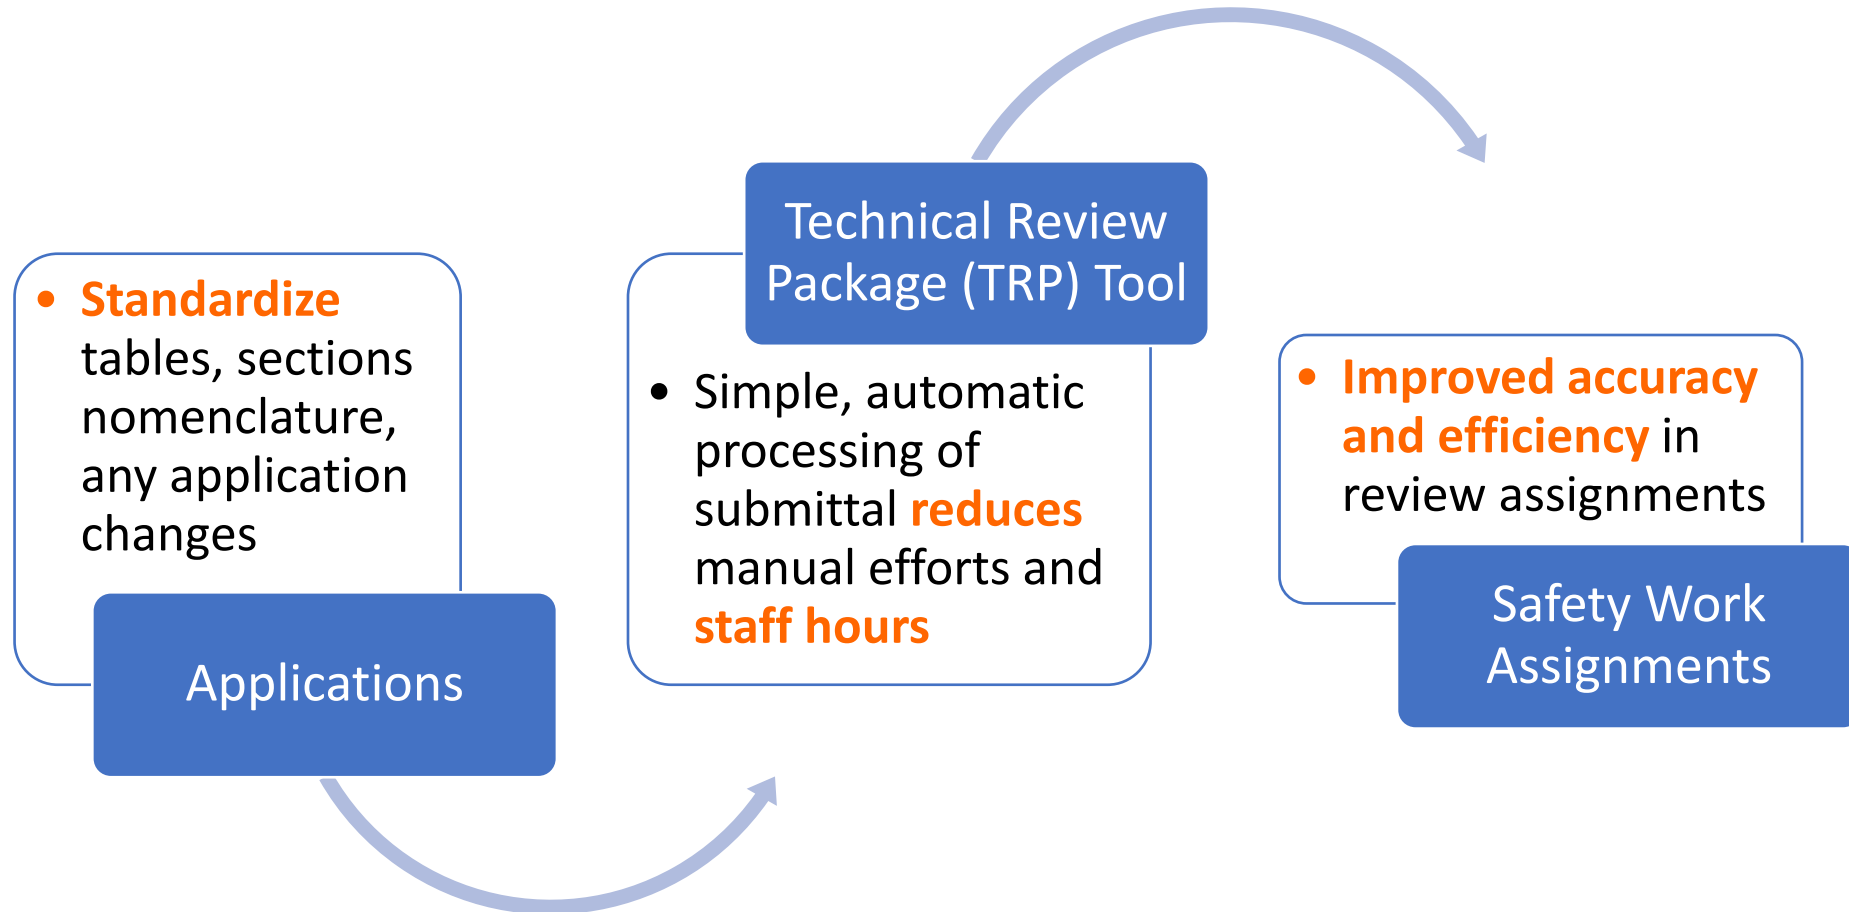 • Standardize
tables, sections
nomenclature,
any application
changes
Applications
Technical Review
Package (TRP) Tool
• Simple, automatic
processing of
submittal reduces
manual efforts and
staff hours
• Improved accuracy
and efficiency in
review assignments
Safety Work
Assignments